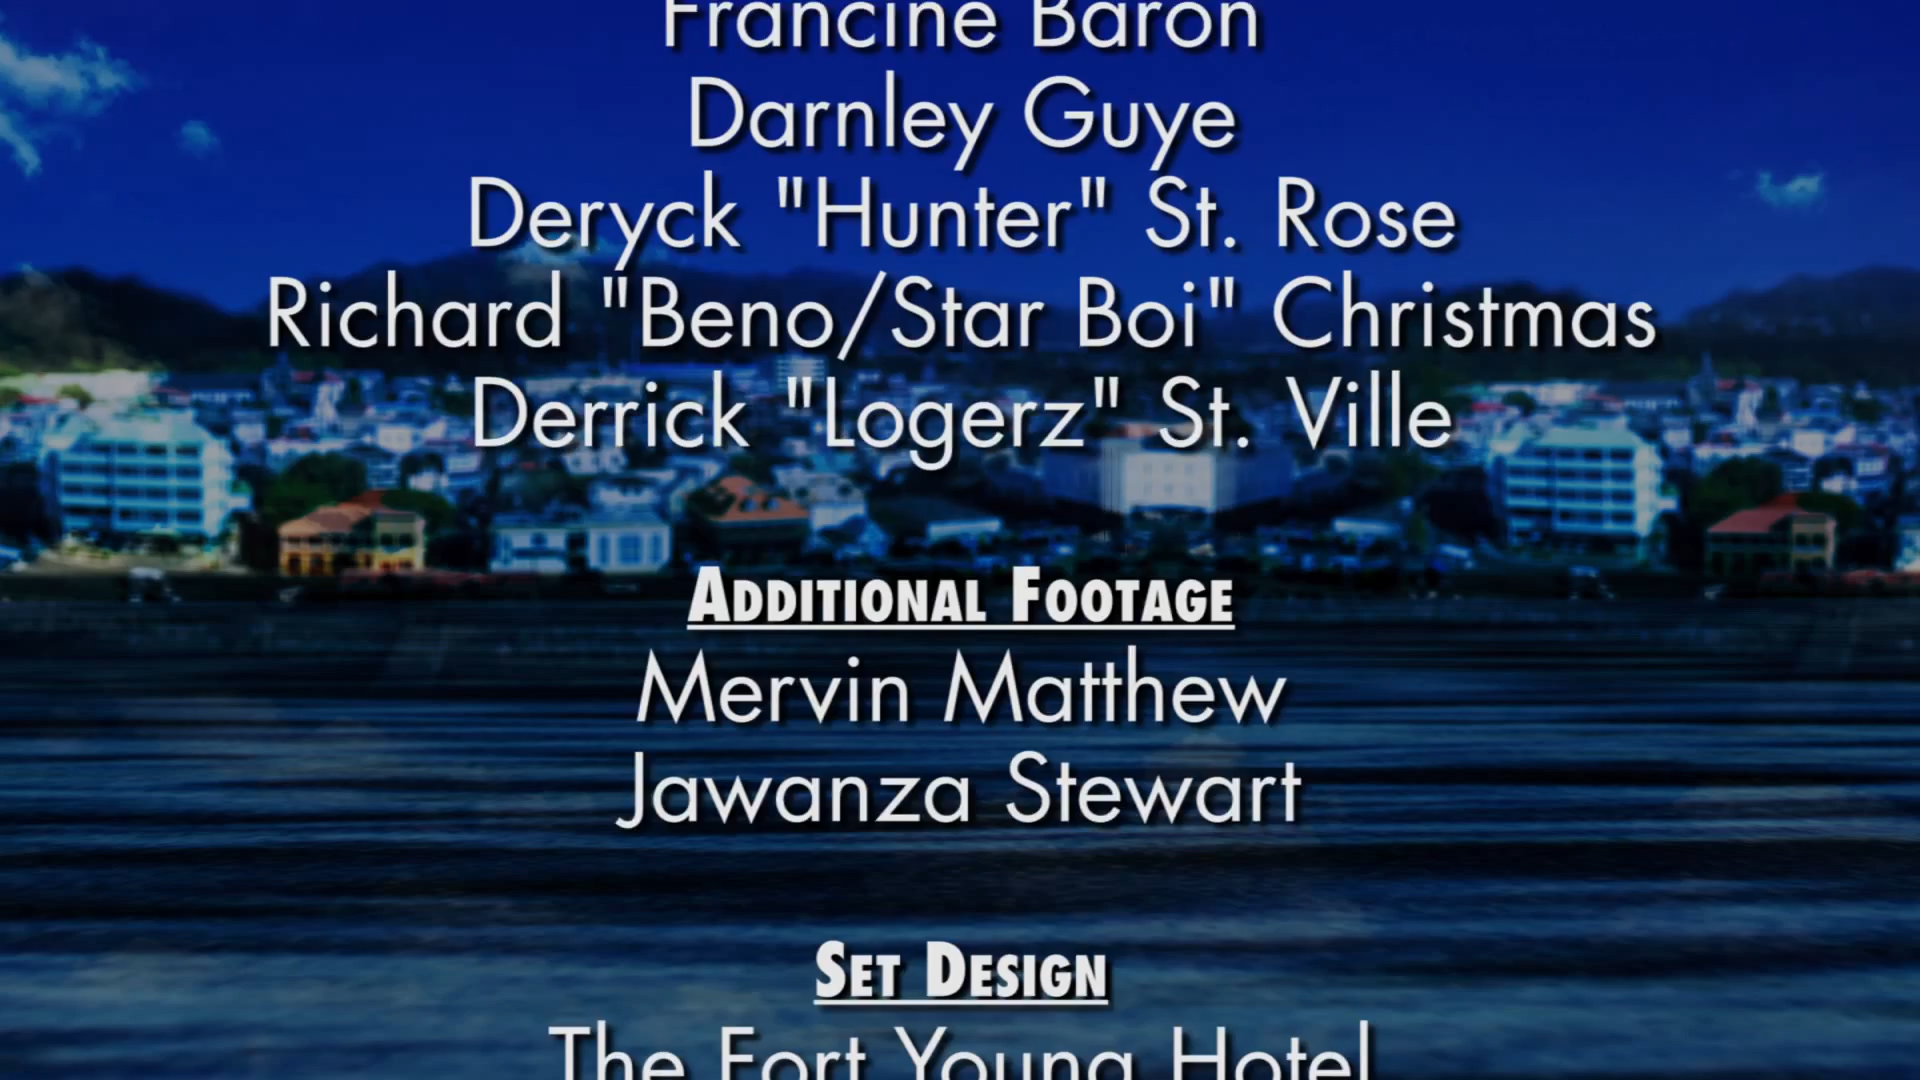 Francine Baron
Darnley Guye
Deryck "Hunter" St. Rose
Richard "Beno/Star Boi" Christmas
Derrick "Logerz" St. Ville
ADDITIONAL FOOTAGE
Mervin Matthew
Jawanza Stewart
SET DESIGN
The Fort Young Hotel